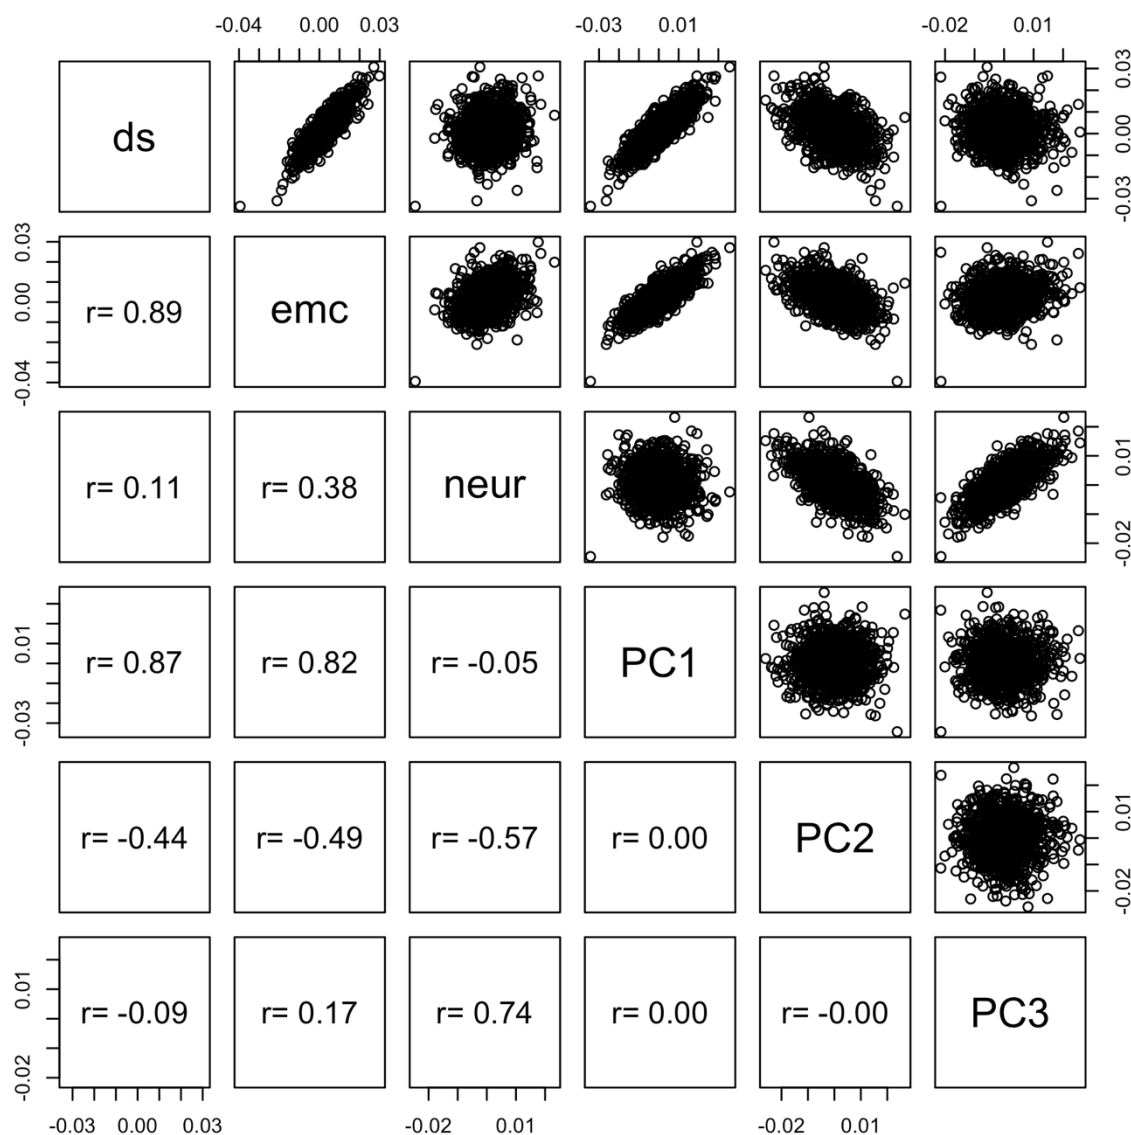 -0.04 0.00 0.03 -0.03 0.01 -0.02 0.01
ds -0.03 0.00 0.03
-0.04 0.00 0.03 r= 0.89 emc
r= 0.11 r= 0.38 neur -0.02 0.01
-0.03 0.01 r= 0.87 r= 0.82 r= -0.05 PC1
r= -0.44 r= -0.49 r= -0.57 r= 0.00 PC2 -0.02 0.01
-0.02 0.01 r= -0.09 r= 0.17 r= 0.74 r= 0.00 r= -0.00 PC3
-0.03 0.00 0.03 -0.02 0.01 -0.02 0.01